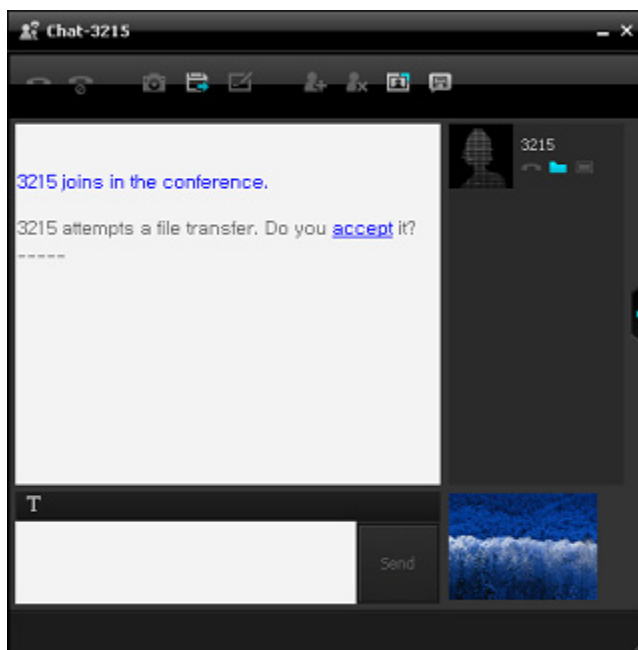 Chat-3215
3215 joins in the conference.
3215 attempts a file transfer. Do you accept it?
-----
3215
T
Send